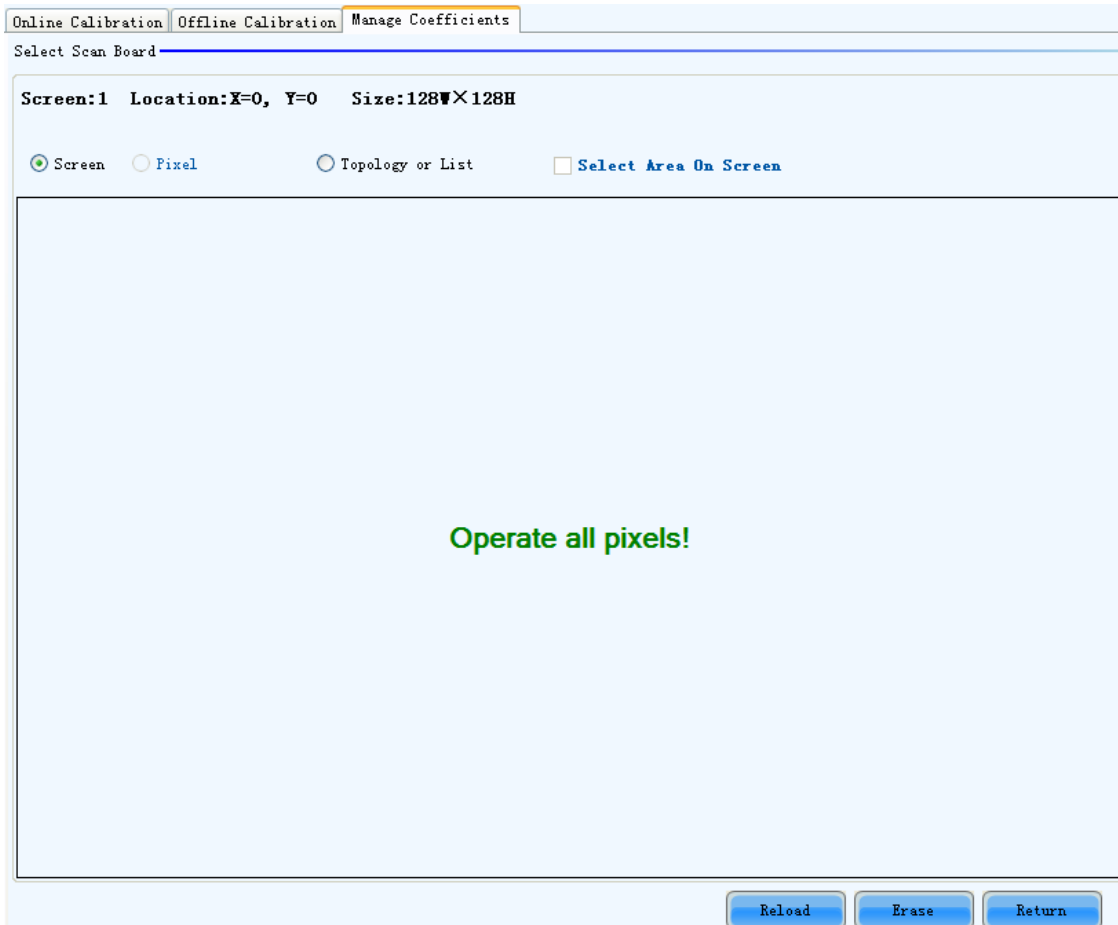 Online Calibration Offline Calibration Manage Coefficients
Select Scan Board
Screen:1 Location:X=0, Y=0 Size:128W×128H
Screen Pixel Topology or List Select Area On Screen
Operate all pixels!
Reload Erase Return